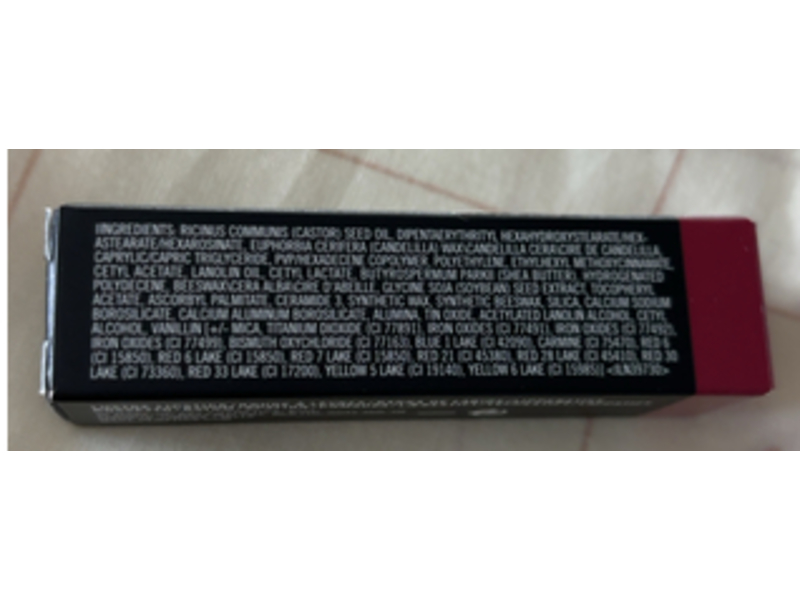 INGREDIENTS: RICINUS COMMUNIS (CASTOR) SEED OIL, DIPENTAERYTHRITYL HEXAHYDROXYSTEARATE/HEX-
ASTEARATE/HEXAROSINATE, EUPHORBIA CERIFERA (CANDELILLA) WAX\CANDELILLA CERA\CIRE DE CANDELILLA,
CAPRYLIC/CAPRIC TRIGLYCERIDE, PVP/HEXADECENE COPOLYMER, POLYETHYLENE, ETHYLHEXYL METHOXYCINNAMATE,
CETYL ACETATE, LANOLIN OIL, CETYL LACTATE, BUTYROSPERMUM PARKII (SHEA BUTTER), HYDROGENATED
POLYDECENE, BEESWAX\CERA ALBA\CIRE D'ABEILLE, GLYCINE SOJA (SOYBEAN) SEED EXTRACT, TOCOPHERYL
ACETATE, ASCORBYL PALMITATE, CERAMIDE 3, SYNTHETIC WAX, SYNTHETIC BEESWAX, SILICA, CALCIUM SODIUM
BOROSILICATE, CALCIUM ALUMINUM BOROSILICATE, ALUMINA, TIN OXIDE, ACETYLATED LANOLIN ALCOHOL, CETYL
ALCOHOL, VANILLIN [+/- MICA, TITANIUM DIOXIDE (CI 77891), IRON OXIDES (CI 77491), IRON OXIDES (CI 77492),
IRON OXIDES (CI 77499), BISMUTH OXYCHLORIDE (CI 77163), BLUE 1 LAKE (CI 42090), CARMINE (CI 75470), RED 6
(CI 15850), RED 6 LAKE (CI 15850), RED 7 LAKE (CI 15850), RED 21 (CI 45380), RED 28 LAKE (CI 45410), RED 30
LAKE (CI 73360), RED 33 LAKE (CI 17200), YELLOW 5 LAKE (CI 19140), YELLOW 6 LAKE (CI 15985)] <ILN39730>